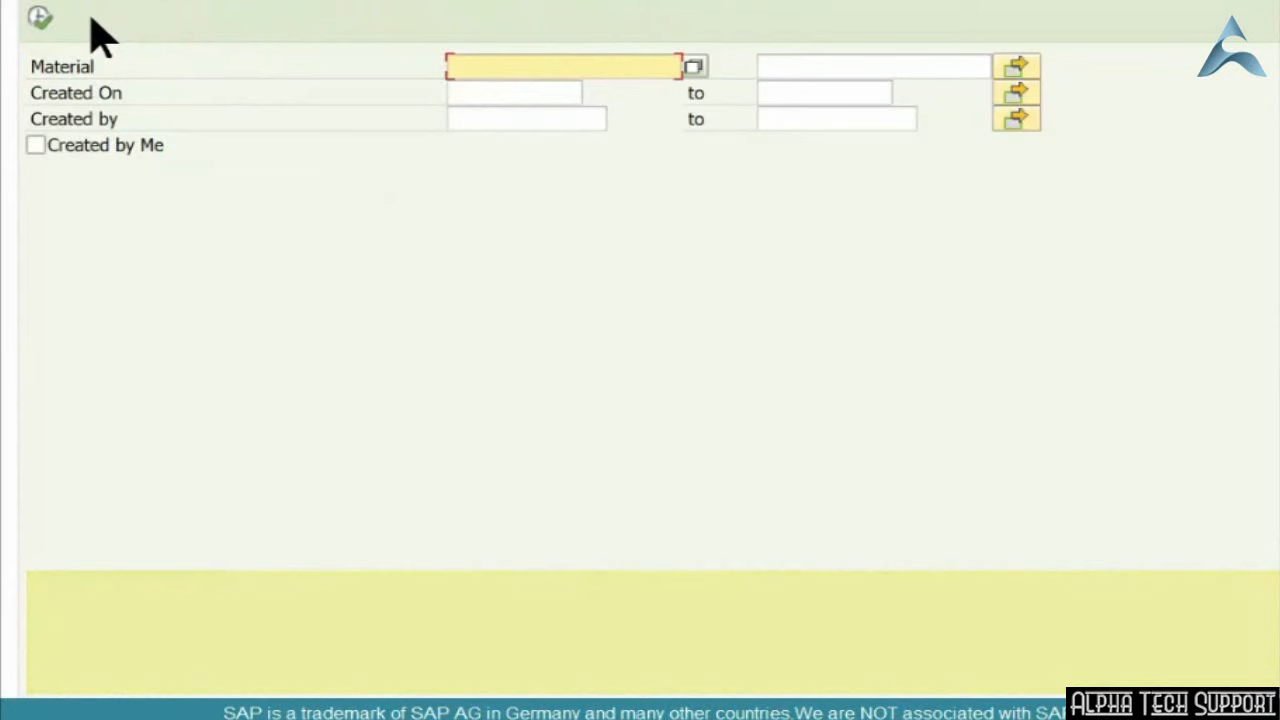 Material
Created On to
Created by to
Created by Me
SAP is a trademark of SAP AG in Germany and many other countries.We are NOT associated with SAP
Alpha Tech Support